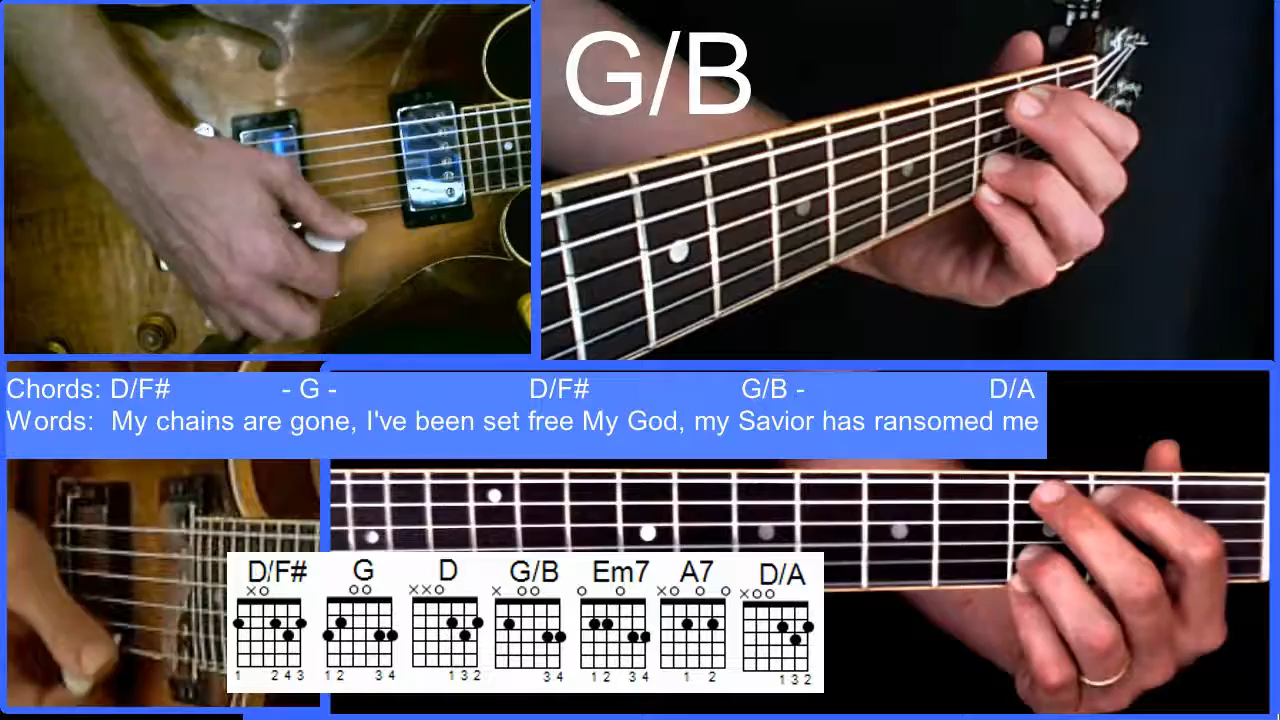 G/B
Chords: D/F# - G - D/F# G/B - D/A
Words: My chains are gone, I've been set free My God, my Savior has ransomed me
D/F# G D G/B Em7 A7 D/A
x o o o x x o x o o o o x o o o x o o
1 2 4 3 1 2 3 4 1 3 2 3 4 1 2 3 4 1 2 1 3 2